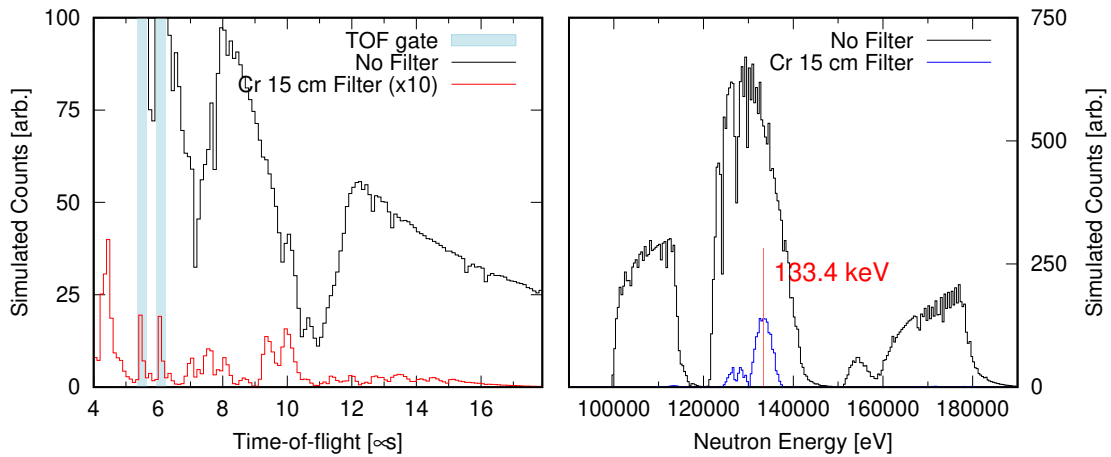 Simulated Counts [arb.]
100
75
50
25
0
TOF gate
No Filter
Cr 15 cm Filter (x10)
4 6 8 10 12 14 16
Time-of-flight [∝s]
No Filter
Cr 15 cm Filter
133.4 keV
750
500
250
0
Simulated Counts [arb.]
100000 120000 140000 160000 180000
Neutron Energy [eV]